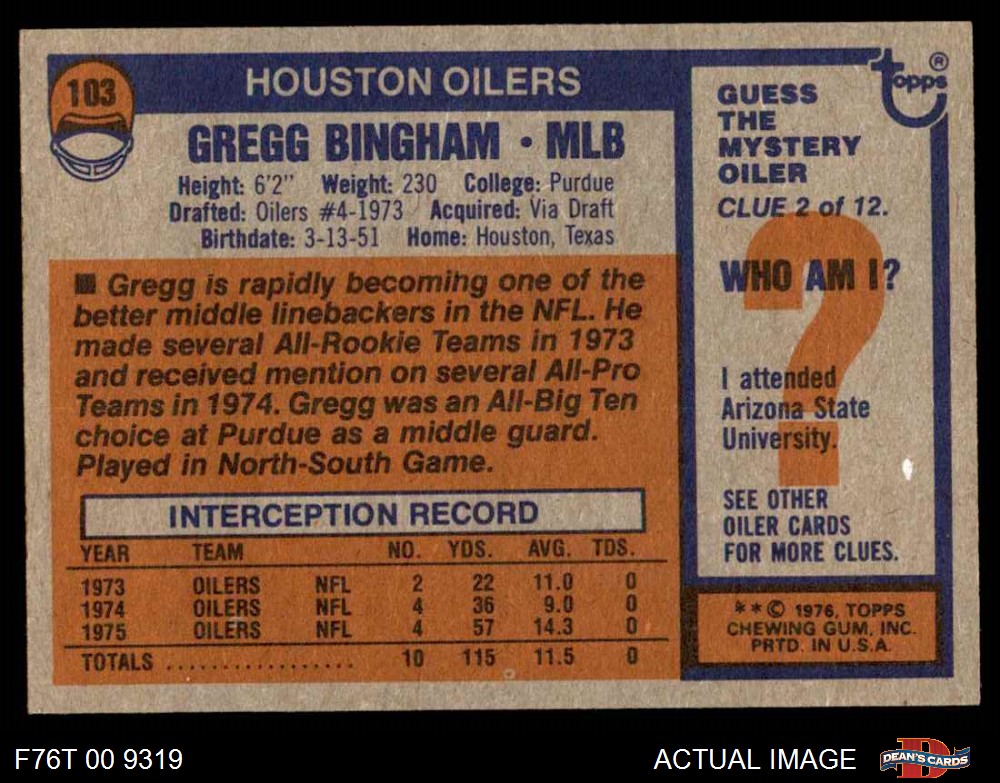 103
HOUSTON OILERS
GREGG BINGHAM • MLB
Height: 6'2" Weight: 230 College: Purdue
Drafted: Oilers #4-1973 Acquired: Via Draft
Birthdate: 3-13-51 Home: Houston, Texas
Gregg is rapidly becoming one of the
better middle linebackers in the NFL. He
made several All-Rookie Teams in 1973
and received mention on several All-Pro
Teams in 1974. Gregg was an All-Big Ten
choice at Purdue as a middle guard.
Played in North-South Game.
INTERCEPTION RECORD
YEAR TEAM NO. YDS. AVG. TDS.
1973 OILERS NFL 2 22 11.0 0
1974 OILERS NFL 4 36 9.0 0
1975 OILERS NFL 4 57 14.3 0
TOTALS .................. 10 115 11.5 0
topps ®
GUESS
THE
MYSTERY
OILER
CLUE 2 of 12.
?
WHO AM I?
I attended
Arizona State
University.
SEE OTHER
OILER CARDS
FOR MORE CLUES.
** © 1976, TOPPS
CHEWING GUM, INC.
PRTD. IN U.S.A.
F76T 00 9319
ACTUAL IMAGE
D
DEAN'S CARDS